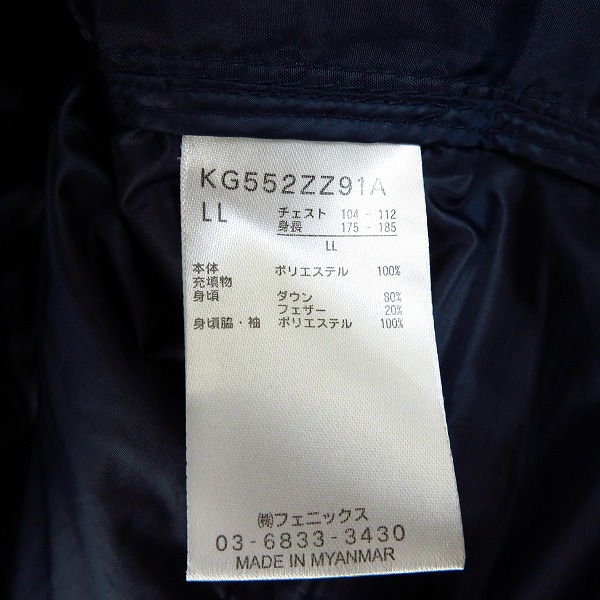 KG552ZZ91A
LL チェスト 104 - 112
身長 175 - 185
LL
本体 ポリエステル 100%
充填物
身頃 ダウン 80%
フェザー 20%
身頃脇・袖 ポリエステル 100%
㈱フェニックス
03-6833-3430
MADE IN MYANMAR